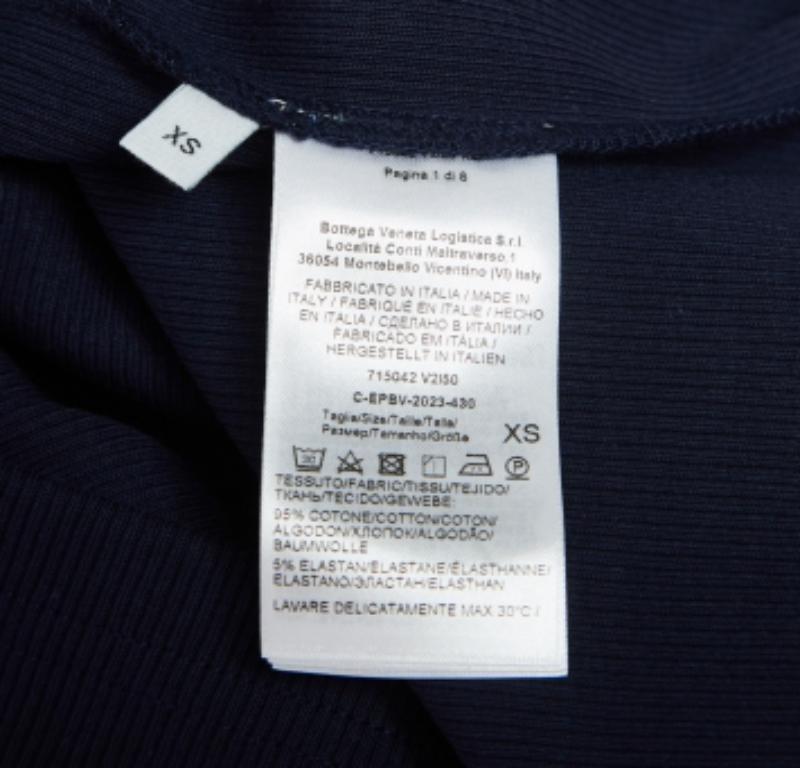 XS
Pagina 1 di 8
Bottega Veneta Logistica S.r.l.
Località Conti Maltraverso,1
36054 Montebello Vicentino (VI) Italy
FABBRICATO IN ITALIA / MADE IN
ITALY / FABRIQUÉ EN ITALIE / HECHO
EN ITALIA / СДЕЛАНО В ИТАЛИИ /
FABRICADO EM ITÁLIA /
HERGESTELLT IN ITALIEN
715042 V2I50
C-EPBV-2023-430
Taglia/Size/Taille/Talla/
Размер/Tamanho/Größe
XS
30
P
TESSUTO/FABRIC/TISSU/TEJIDO/
ТКАНЬ/TECIDO/GEWEBE:
95% COTONE/COTTON/COTON/
ALGODON/ХЛОПОК/ALGODÃO/
BAUMWOLLE
5% ELASTAN/ELASTANE/ÉLASTHANNE/
ELASTANO/ЭЛАСТАН/ELASTHAN
LAVARE DELICATAMENTE MAX 30°C /